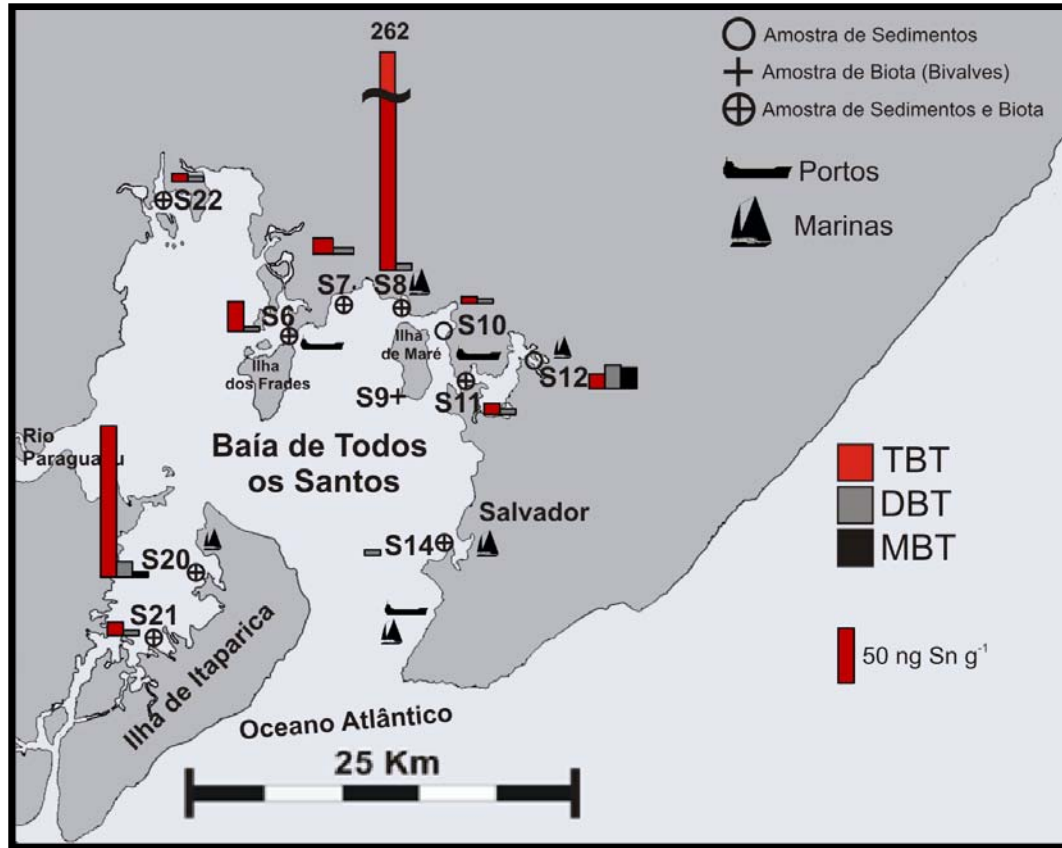 262
Amostra de Sedimentos
Amostra de Biota (Bivalves)
Amostra de Sedimentos e Biota
Portos
Marinas
S22
S7
S8
S6
S10
Ilha
de Maré
Ilha
dos Frades
S12
S9
S11
Rio
Paraguaçu
Baía de Todos
os Santos
TBT
DBT
MBT
Salvador
S14
S20
S21
50 ng Sn g⁻¹
Ilha de Itaparica
Oceano Atlântico
25 Km